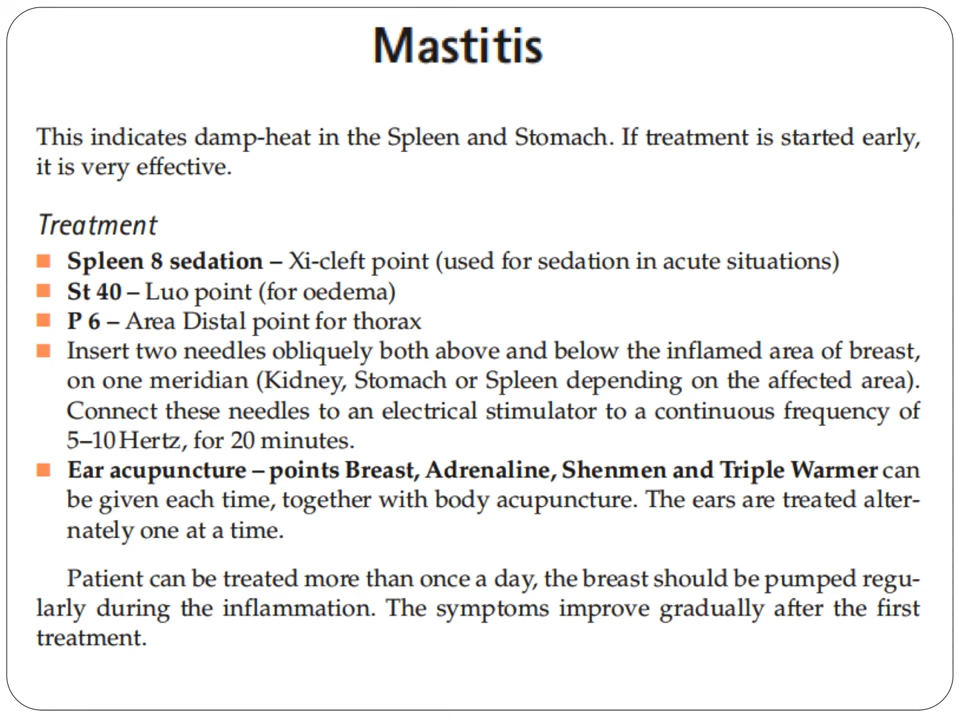 Mastitis
This indicates damp-heat in the Spleen and Stomach. If treatment is started early,
it is very effective.
Treatment
■ Spleen 8 sedation – Xi-cleft point (used for sedation in acute situations)
■ St 40 – Luo point (for oedema)
■ P 6 – Area Distal point for thorax
■ Insert two needles obliquely both above and below the inflamed area of breast,
on one meridian (Kidney, Stomach or Spleen depending on the affected area).
Connect these needles to an electrical stimulator to a continuous frequency of
5–10 Hertz, for 20 minutes.
■ Ear acupuncture – points Breast, Adrenaline, Shenmen and Triple Warmer can
be given each time, together with body acupuncture. The ears are treated alter-
nately one at a time.
Patient can be treated more than once a day, the breast should be pumped regu-
larly during the inflammation. The symptoms improve gradually after the first
treatment.